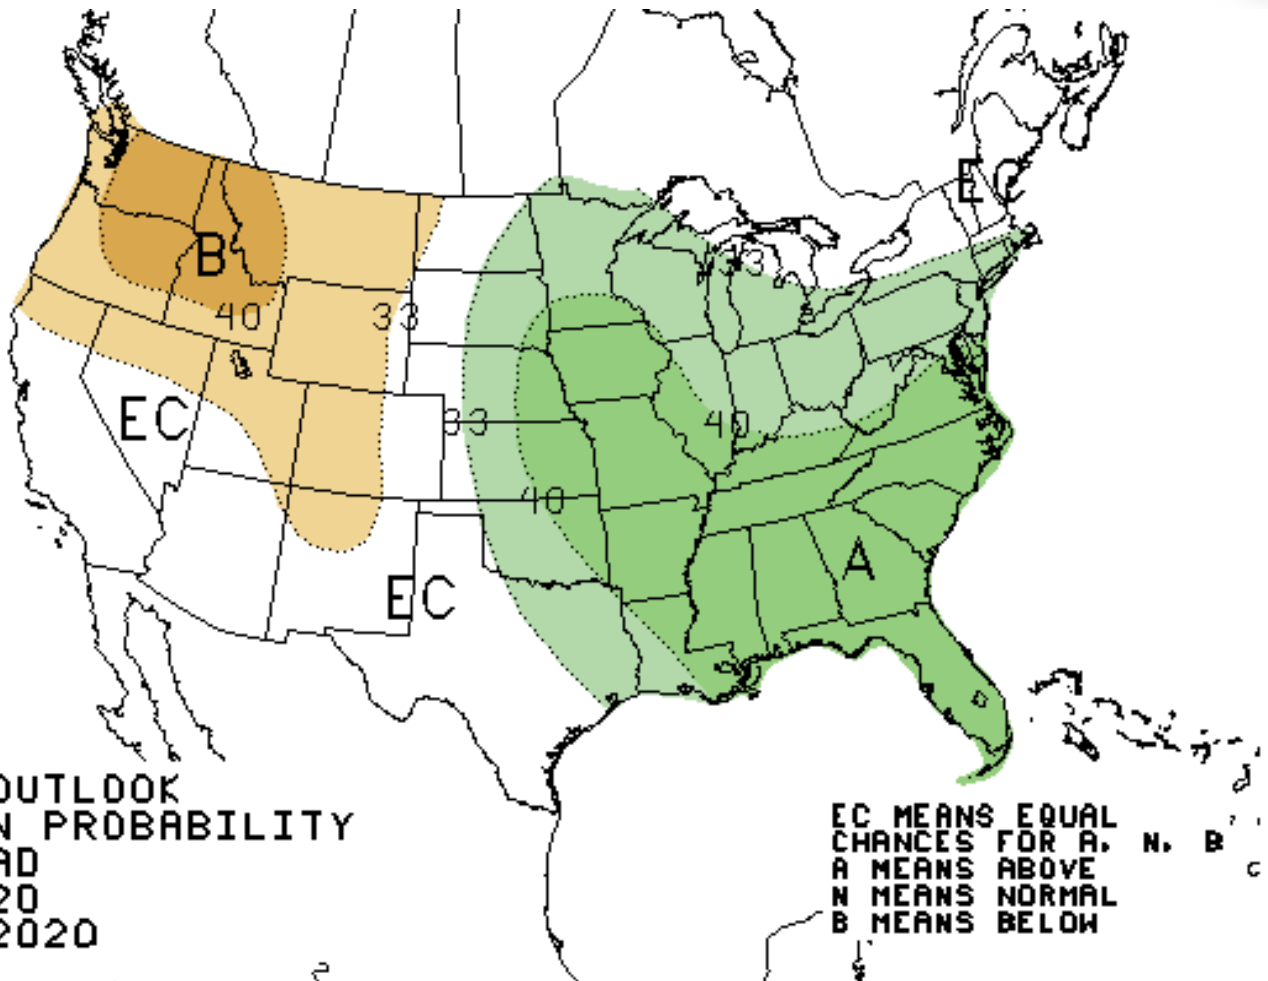 E C
B
33
40
33
EC
33
40
40
A
EC
OUTLOOK
N PROBABILITY
AD
20
2020
EC MEANS EQUAL
CHANCES FOR A, N, B
A MEANS ABOVE
N MEANS NORMAL
B MEANS BELOW